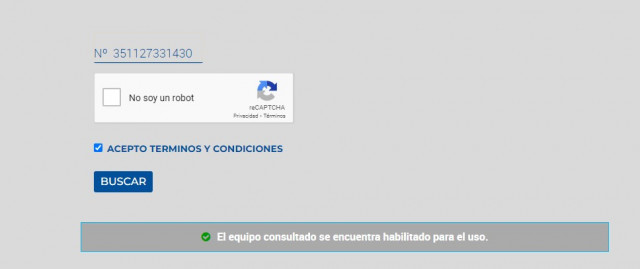 Nº 351127331430
No soy un robot
reCAPTCHA
Privacidad - Términos
ACEPTO TERMINOS Y CONDICIONES
BUSCAR
El equipo consultado se encuentra habilitado para el uso.